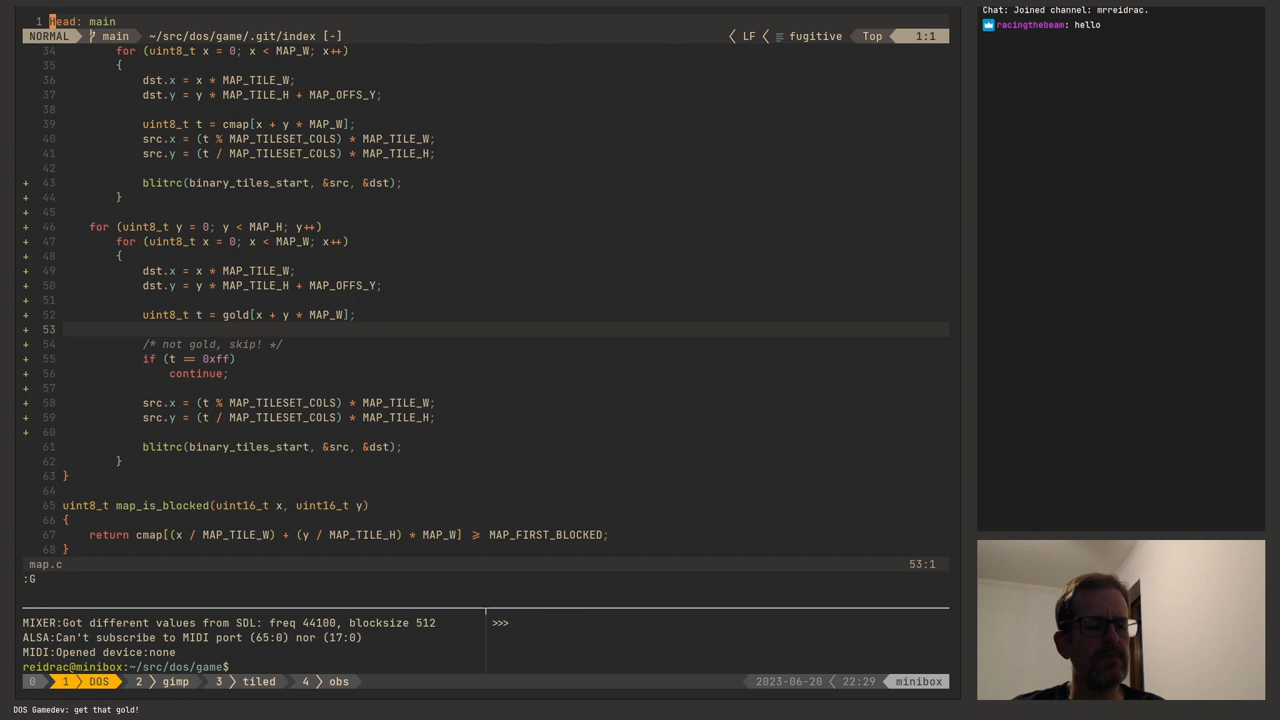 1 Head: main
NORMAL main ~/src/dos/game/.git/index [-] LF fugitive Top 1:1
34 for (uint8_t x = 0; x < MAP_W; x++)
35 {
36 dst.x = x * MAP_TILE_W;
37 dst.y = y * MAP_TILE_H + MAP_OFFS_Y;
38
39 uint8_t t = cmap[x + y * MAP_W];
40 src.x = (t % MAP_TILESET_COLS) * MAP_TILE_W;
41 src.y = (t / MAP_TILESET_COLS) * MAP_TILE_H;
42
+ 43 blitrc(binary_tiles_start, &src, &dst);
+ 44 }
+ 45
+ 46 for (uint8_t y = 0; y < MAP_H; y++)
+ 47 for (uint8_t x = 0; x < MAP_W; x++)
+ 48 {
+ 49 dst.x = x * MAP_TILE_W;
+ 50 dst.y = y * MAP_TILE_H + MAP_OFFS_Y;
+ 51
+ 52 uint8_t t = gold[x + y * MAP_W];
+ 53
+ 54 /* not gold, skip! */
+ 55 if (t == 0xff)
+ 56 continue;
+ 57
+ 58 src.x = (t % MAP_TILESET_COLS) * MAP_TILE_W;
+ 59 src.y = (t / MAP_TILESET_COLS) * MAP_TILE_H;
+ 60
61 blitrc(binary_tiles_start, &src, &dst);
62 }
63 }
64
65 uint8_t map_is_blocked(uint16_t x, uint16_t y)
66 {
67 return cmap[(x / MAP_TILE_W) + (y / MAP_TILE_H) * MAP_W] >= MAP_FIRST_BLOCKED;
68 }
map.c 53:1
:G
MIXER:Got different values from SDL: freq 44100, blocksize 512
ALSA:Can't subscribe to MIDI port (65:0) nor (17:0)
MIDI:Opened device:none
reidrac@minibox:~/src/dos/game$
>>>
0 1 DOS 2 gimp 3 tiled 4 obs 2023-06-20 22:29 minibox
DOS Gamedev: get that gold!
Chat: Joined channel: mrreidrac.
racingthebeam: hello